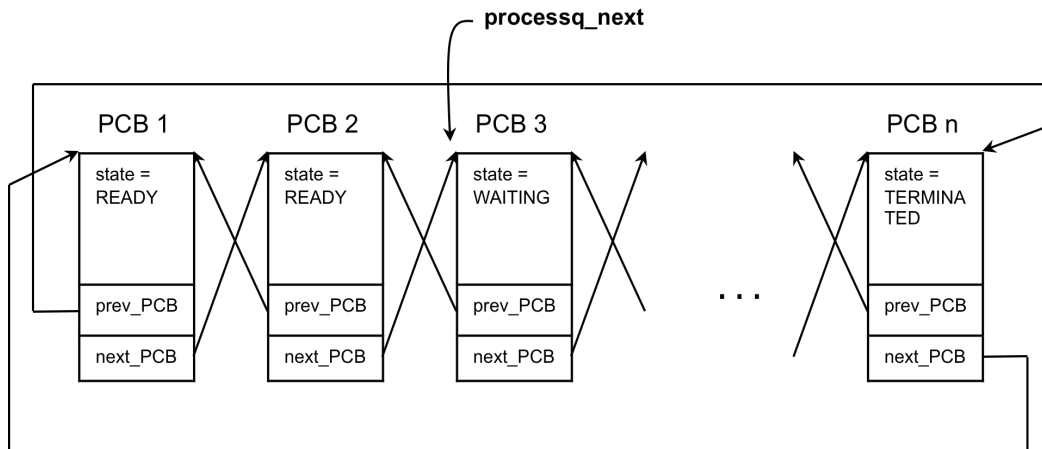 processq_next
PCB 1
PCB 2
PCB 3
PCB n
state =
READY
state =
READY
state =
WAITING
state =
TERMINA
TED
. . .
prev_PCB
prev_PCB
prev_PCB
prev_PCB
next_PCB
next_PCB
next_PCB
next_PCB